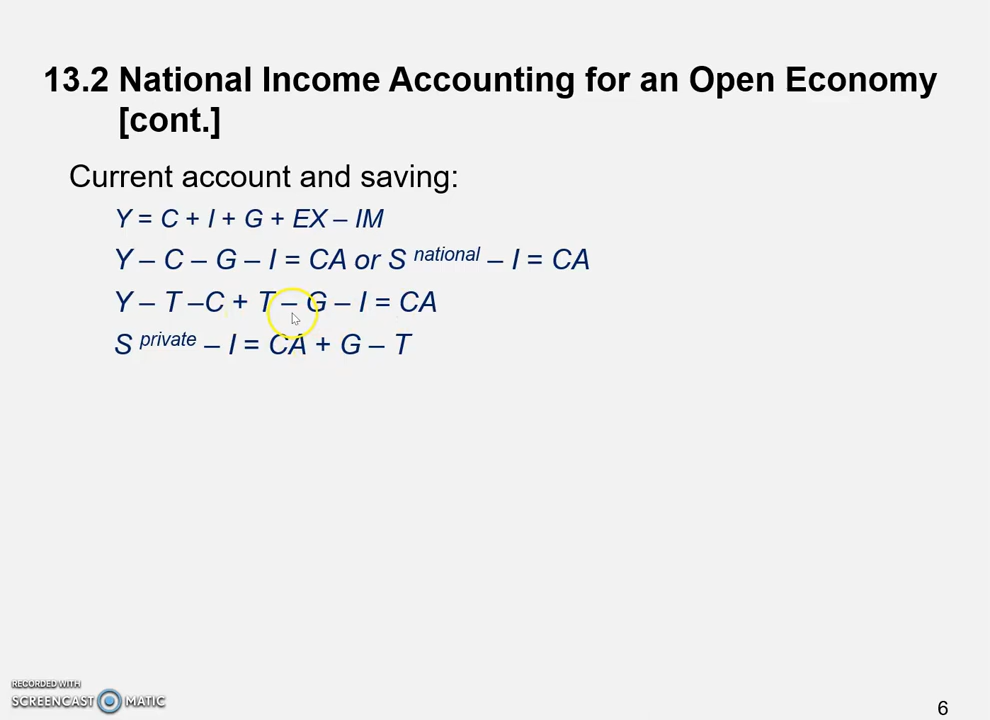 13.2 National Income Accounting for an Open Economy
[cont.]
Current account and saving:
Y = C + I + G + EX – IM
Y – C – G – I = CA or S national – I = CA
Y – T –C + T – G – I = CA
S private – I = CA + G – T
RECORDED WITH
SCREENCAST MATIC
6